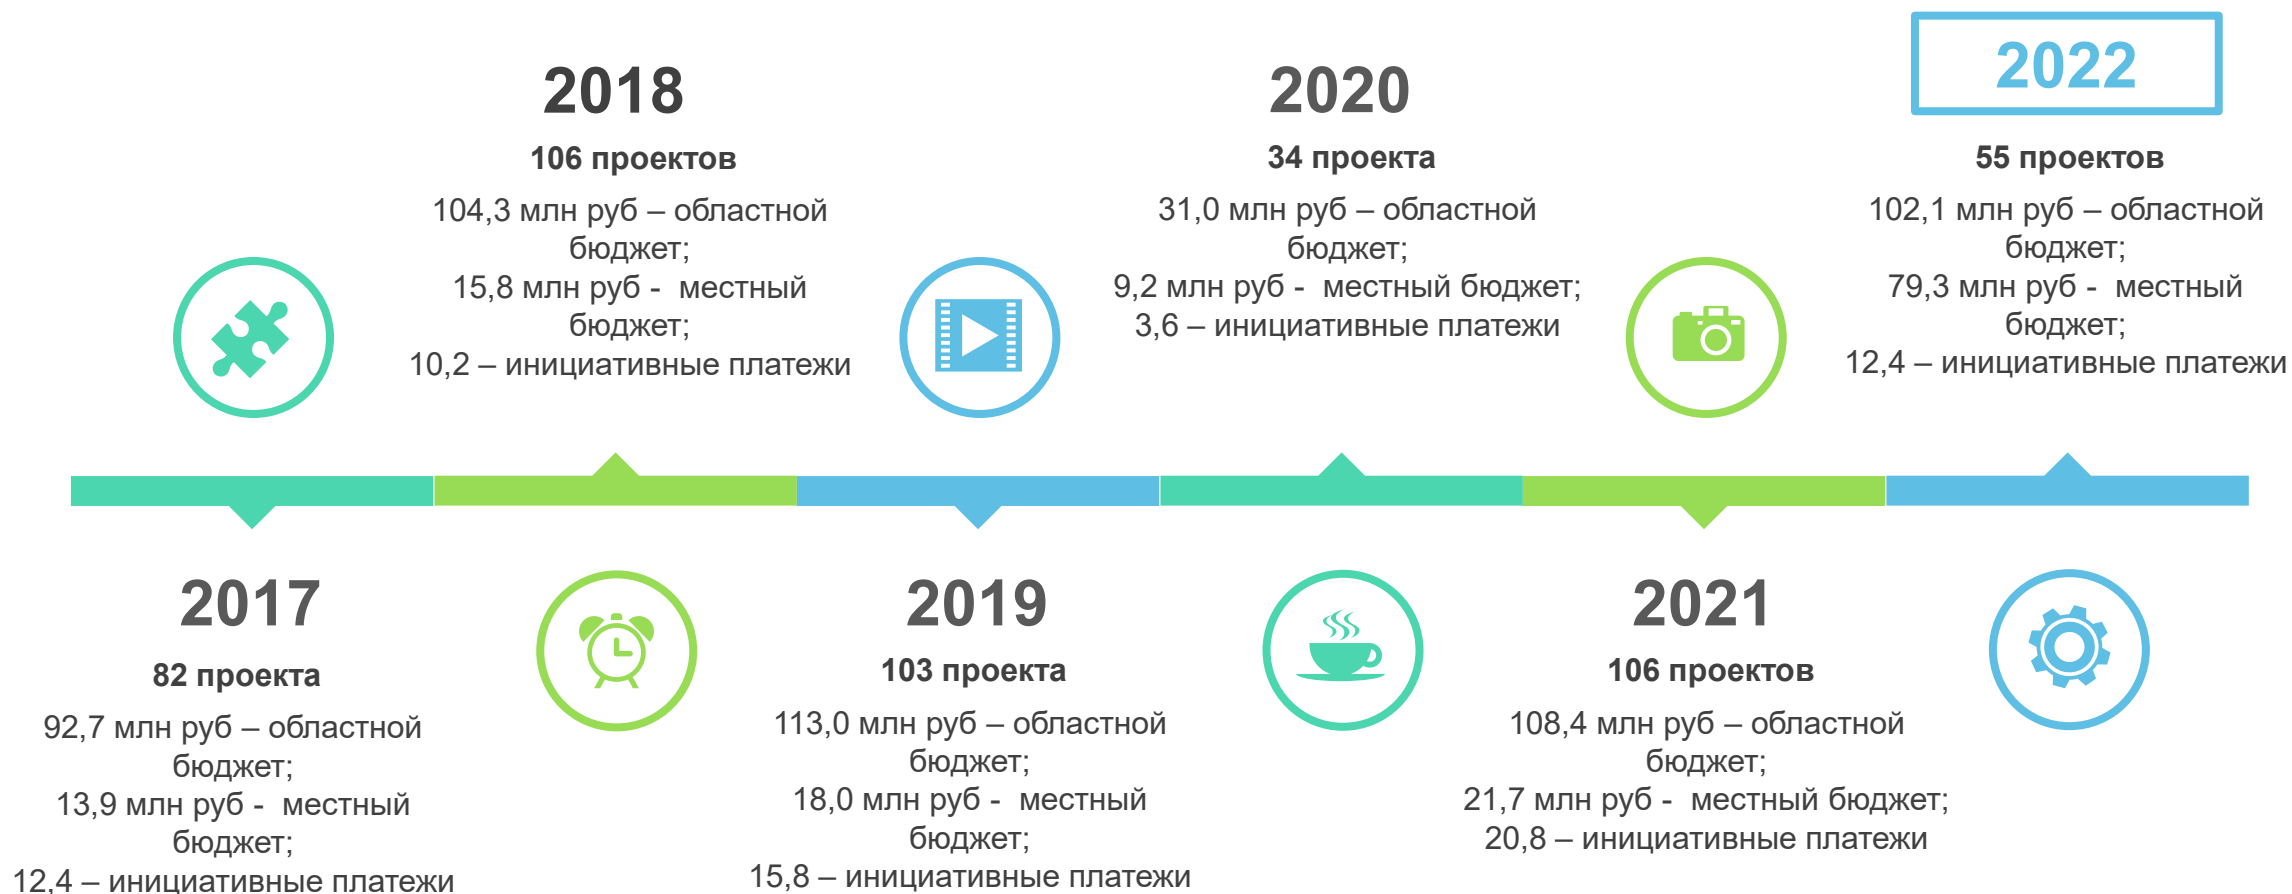 2018
106 проектов
104,3 млн руб – областной
бюджет;
15,8 млн руб - местный
бюджет;
10,2 – инициативные платежи
2020
34 проекта
31,0 млн руб – областной
бюджет;
9,2 млн руб - местный бюджет;
3,6 – инициативные платежи
2022
55 проектов
102,1 млн руб – областной
бюджет;
79,3 млн руб - местный
бюджет;
12,4 – инициативные платежи
2017
82 проекта
92,7 млн руб – областной
бюджет;
13,9 млн руб - местный
бюджет;
12,4 – инициативные платежи
2019
103 проекта
113,0 млн руб – областной
бюджет;
18,0 млн руб - местный
бюджет;
15,8 – инициативные платежи
2021
106 проектов
108,4 млн руб – областной
бюджет;
21,7 млн руб - местный бюджет;
20,8 – инициативные платежи